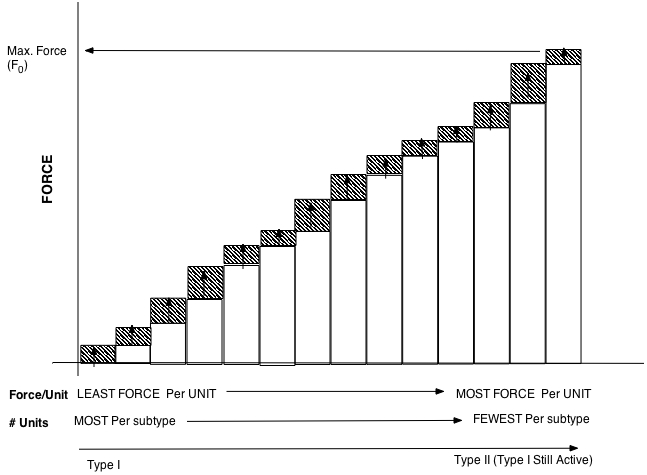 Max. Force
(F0)
FORCE
Force/Unit LEAST FORCE Per UNIT MOST FORCE Per UNIT
# Units MOST Per subtype FEWEST Per subtype
Type I Type II (Type I Still Active)